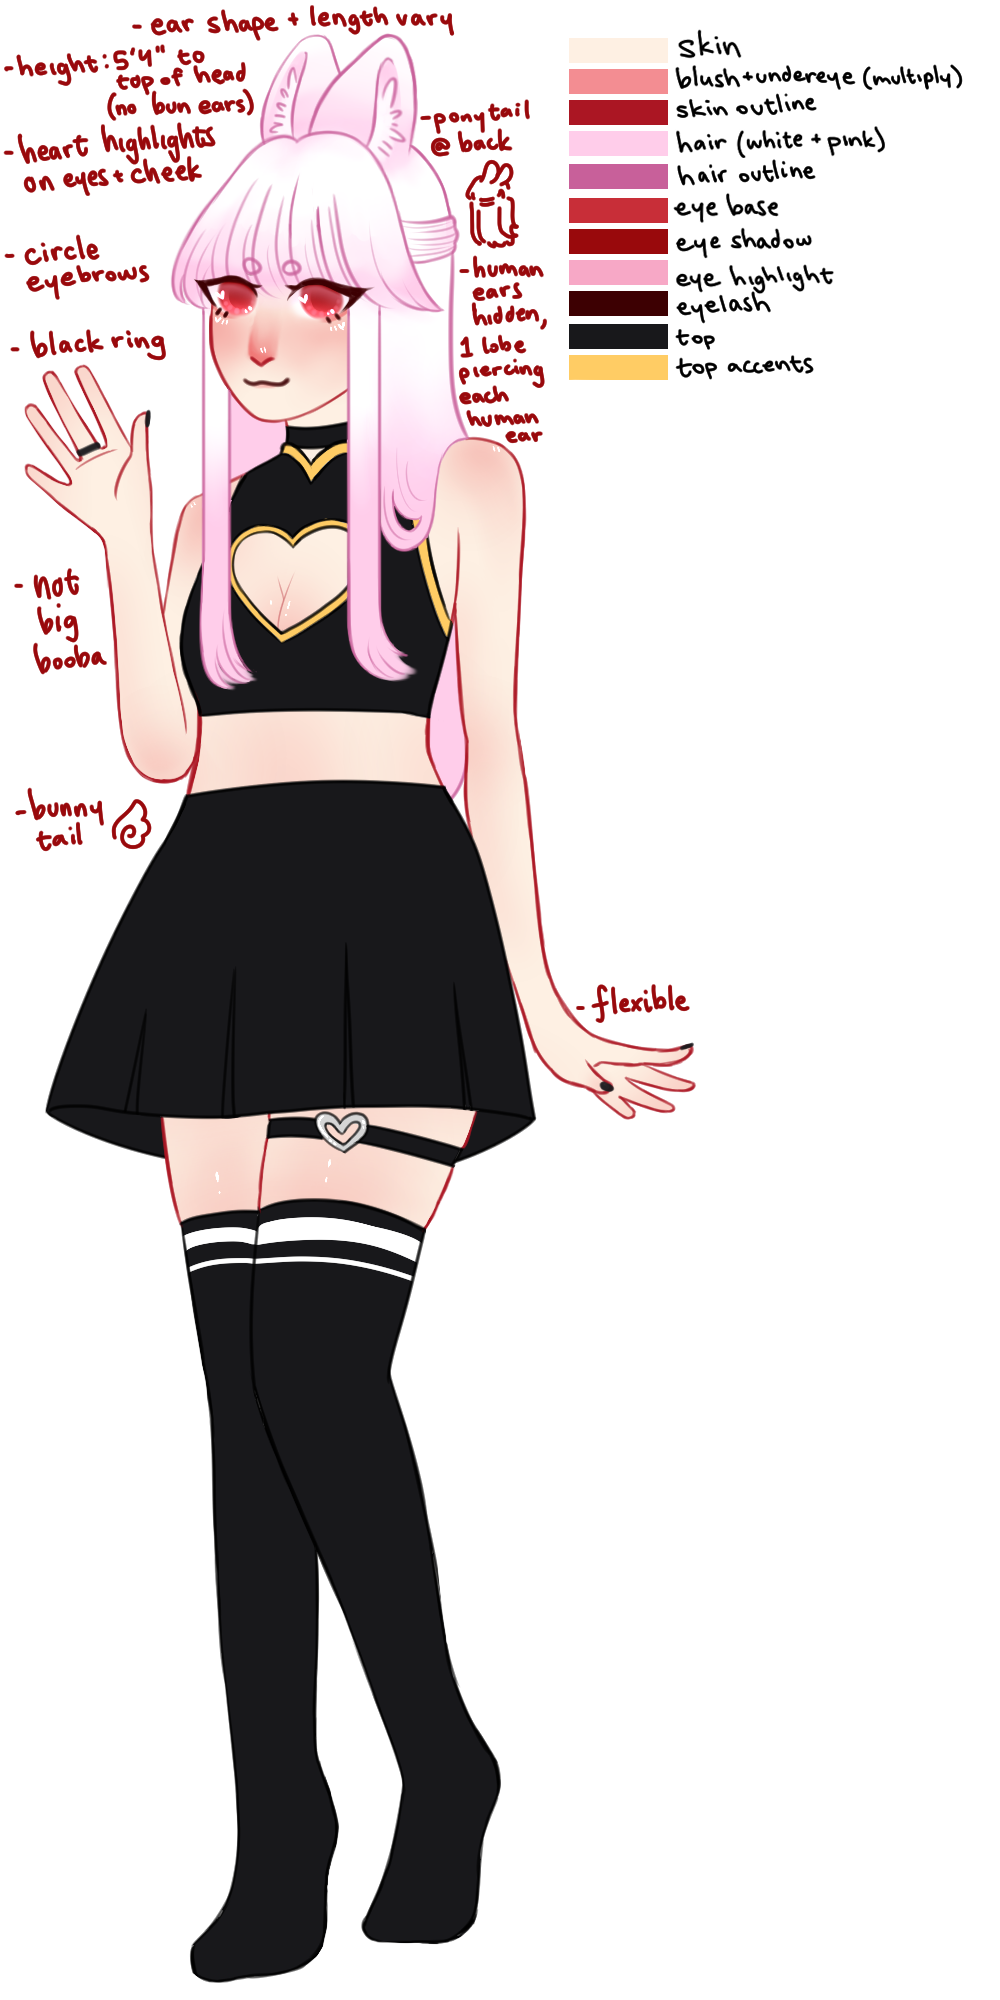 - ear shape + length vary
- height: 5'4" to
top of head
(no bun ears)
- heart highlights
on eyes + cheek
- ponytail
@ back
- circle
eyebrows
- human
ears
hidden,
1 lobe
piercing
each
human
ear
- black ring
- not
big
booba
- bunny
tail
- flexible
skin
blush + undereye (multiply)
skin outline
hair (white + pink)
hair outline
eye base
eye shadow
eye highlight
eyelash
top
top accents